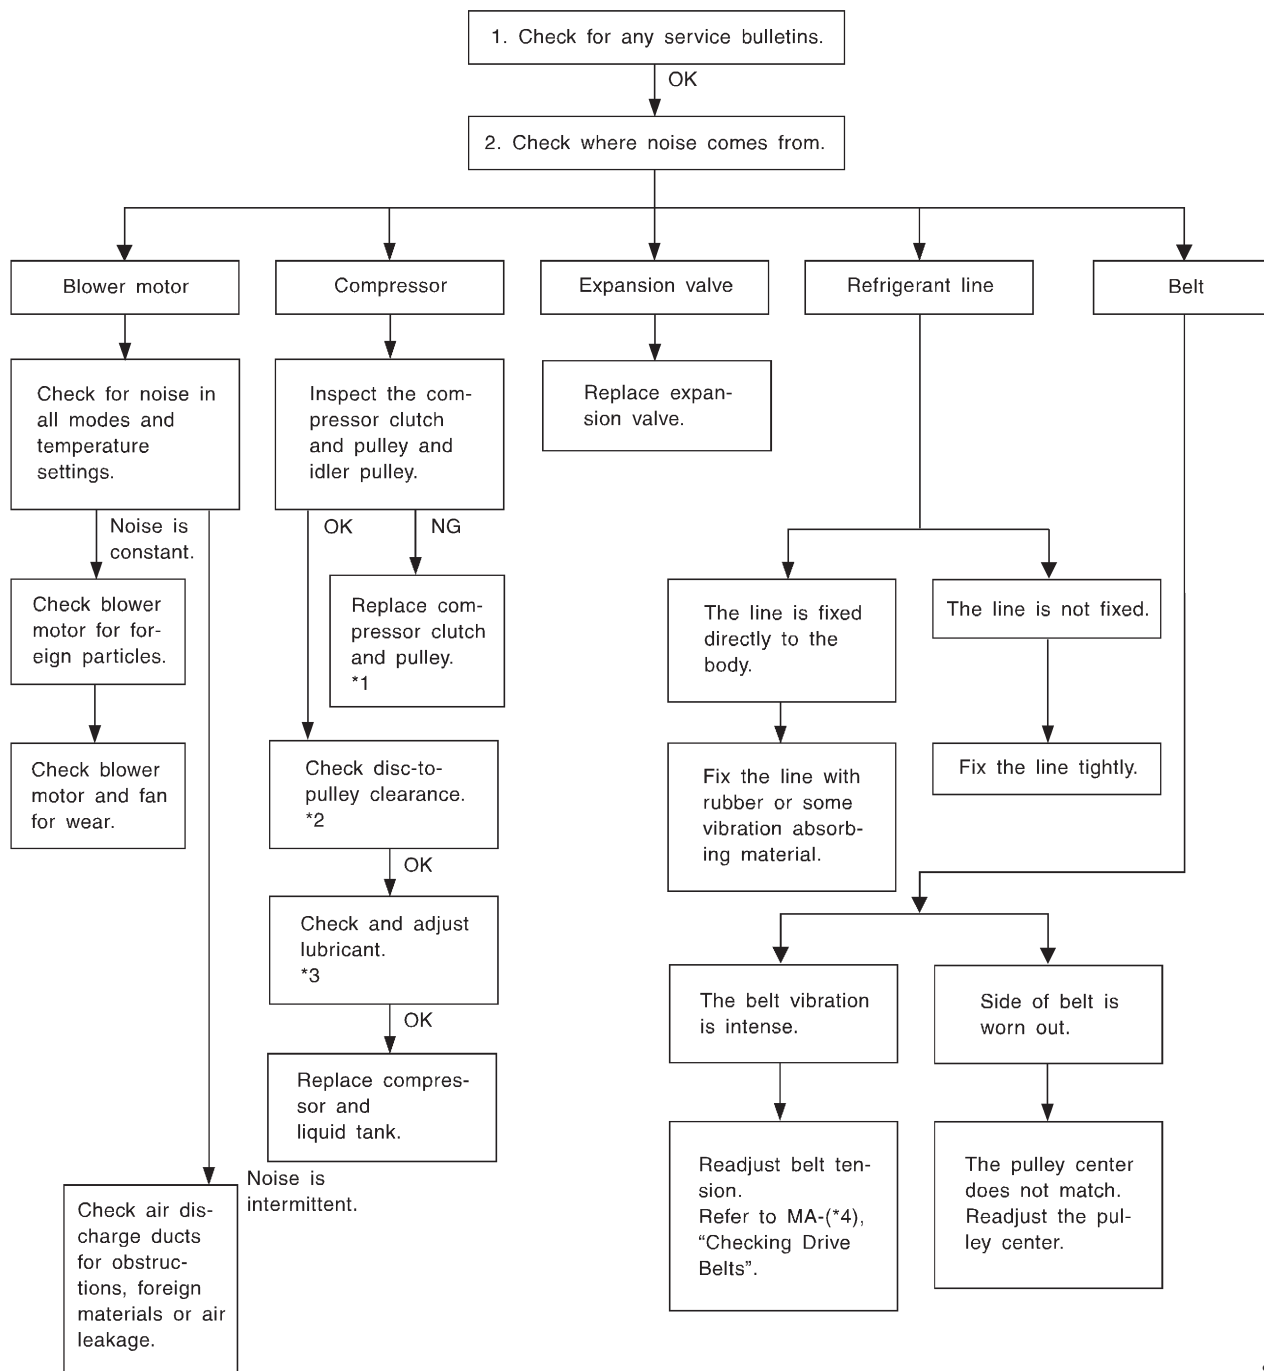 1. Check for any service bulletins.
OK
2. Check where noise comes from.
Blower motor
Compressor
Expansion valve
Refrigerant line
Belt
Check for noise in
all modes and
temperature
settings.
Inspect the com-
pressor clutch
and pulley and
idler pulley.
Replace expan-
sion valve.
Noise is
constant.
OK
NG
Check blower
motor for for-
eign particles.
Replace com-
pressor clutch
and pulley.
*1
The line is fixed
directly to the
body.
The line is not fixed.
Check blower
motor and fan
for wear.
Check disc-to-
pulley clearance.
*2
Fix the line with
rubber or some
vibration absorb-
ing material.
Fix the line tightly.
OK
Check and adjust
lubricant.
*3
OK
The belt vibration
is intense.
Side of belt is
worn out.
Replace compres-
sor and
liquid tank.
Noise is
intermittent.
Check air dis-
charge ducts
for obstruc-
tions, foreign
materials or air
leakage.
Readjust belt ten-
sion.
Refer to MA-(*4),
“Checking Drive
Belts”.
The pulley center
does not match.
Readjust the pul-
ley center.